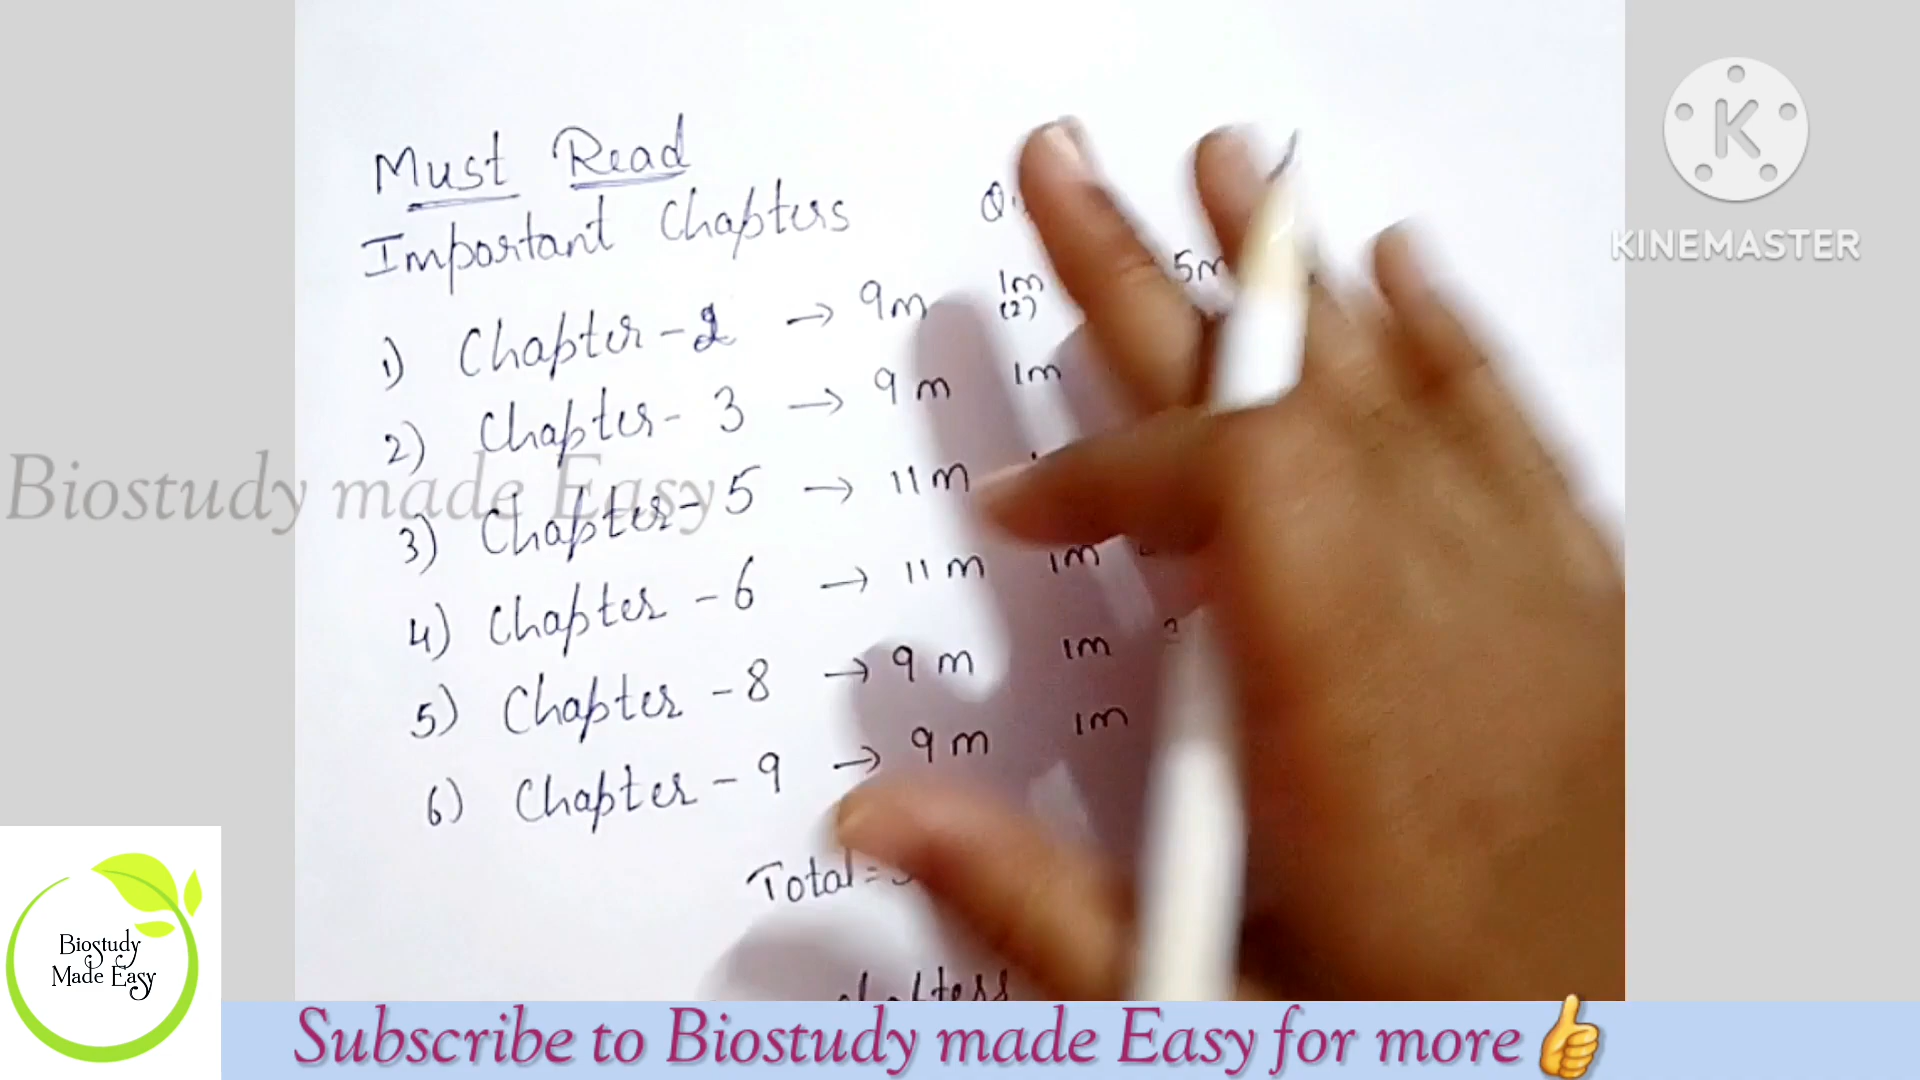 Must Read
Important Chapters
1) Chapter - 2 → 9m 1m 5m
(2)
2) Chapter - 3 → 9m 1m
3) Chapter - 5 → 11m
4) Chapter - 6 → 11m 1m
5) Chapter - 8 → 9m 1m
6) Chapter - 9 → 9m 1m
Total =
KINEMASTER
Biostudy made Easy
Biostudy
Made Easy
Subscribe to Biostudy made Easy for more